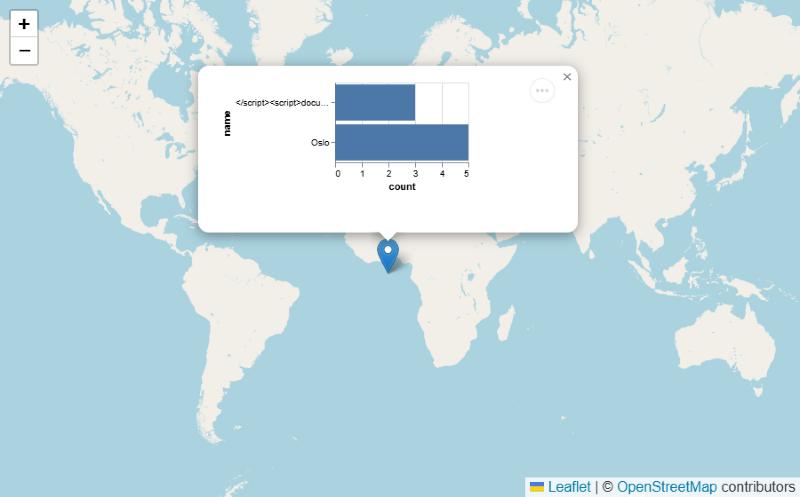 +
−
×
</script><script>docu...
Oslo
name
0 1 2 3 4 5
count
Leaflet | © OpenStreetMap contributors